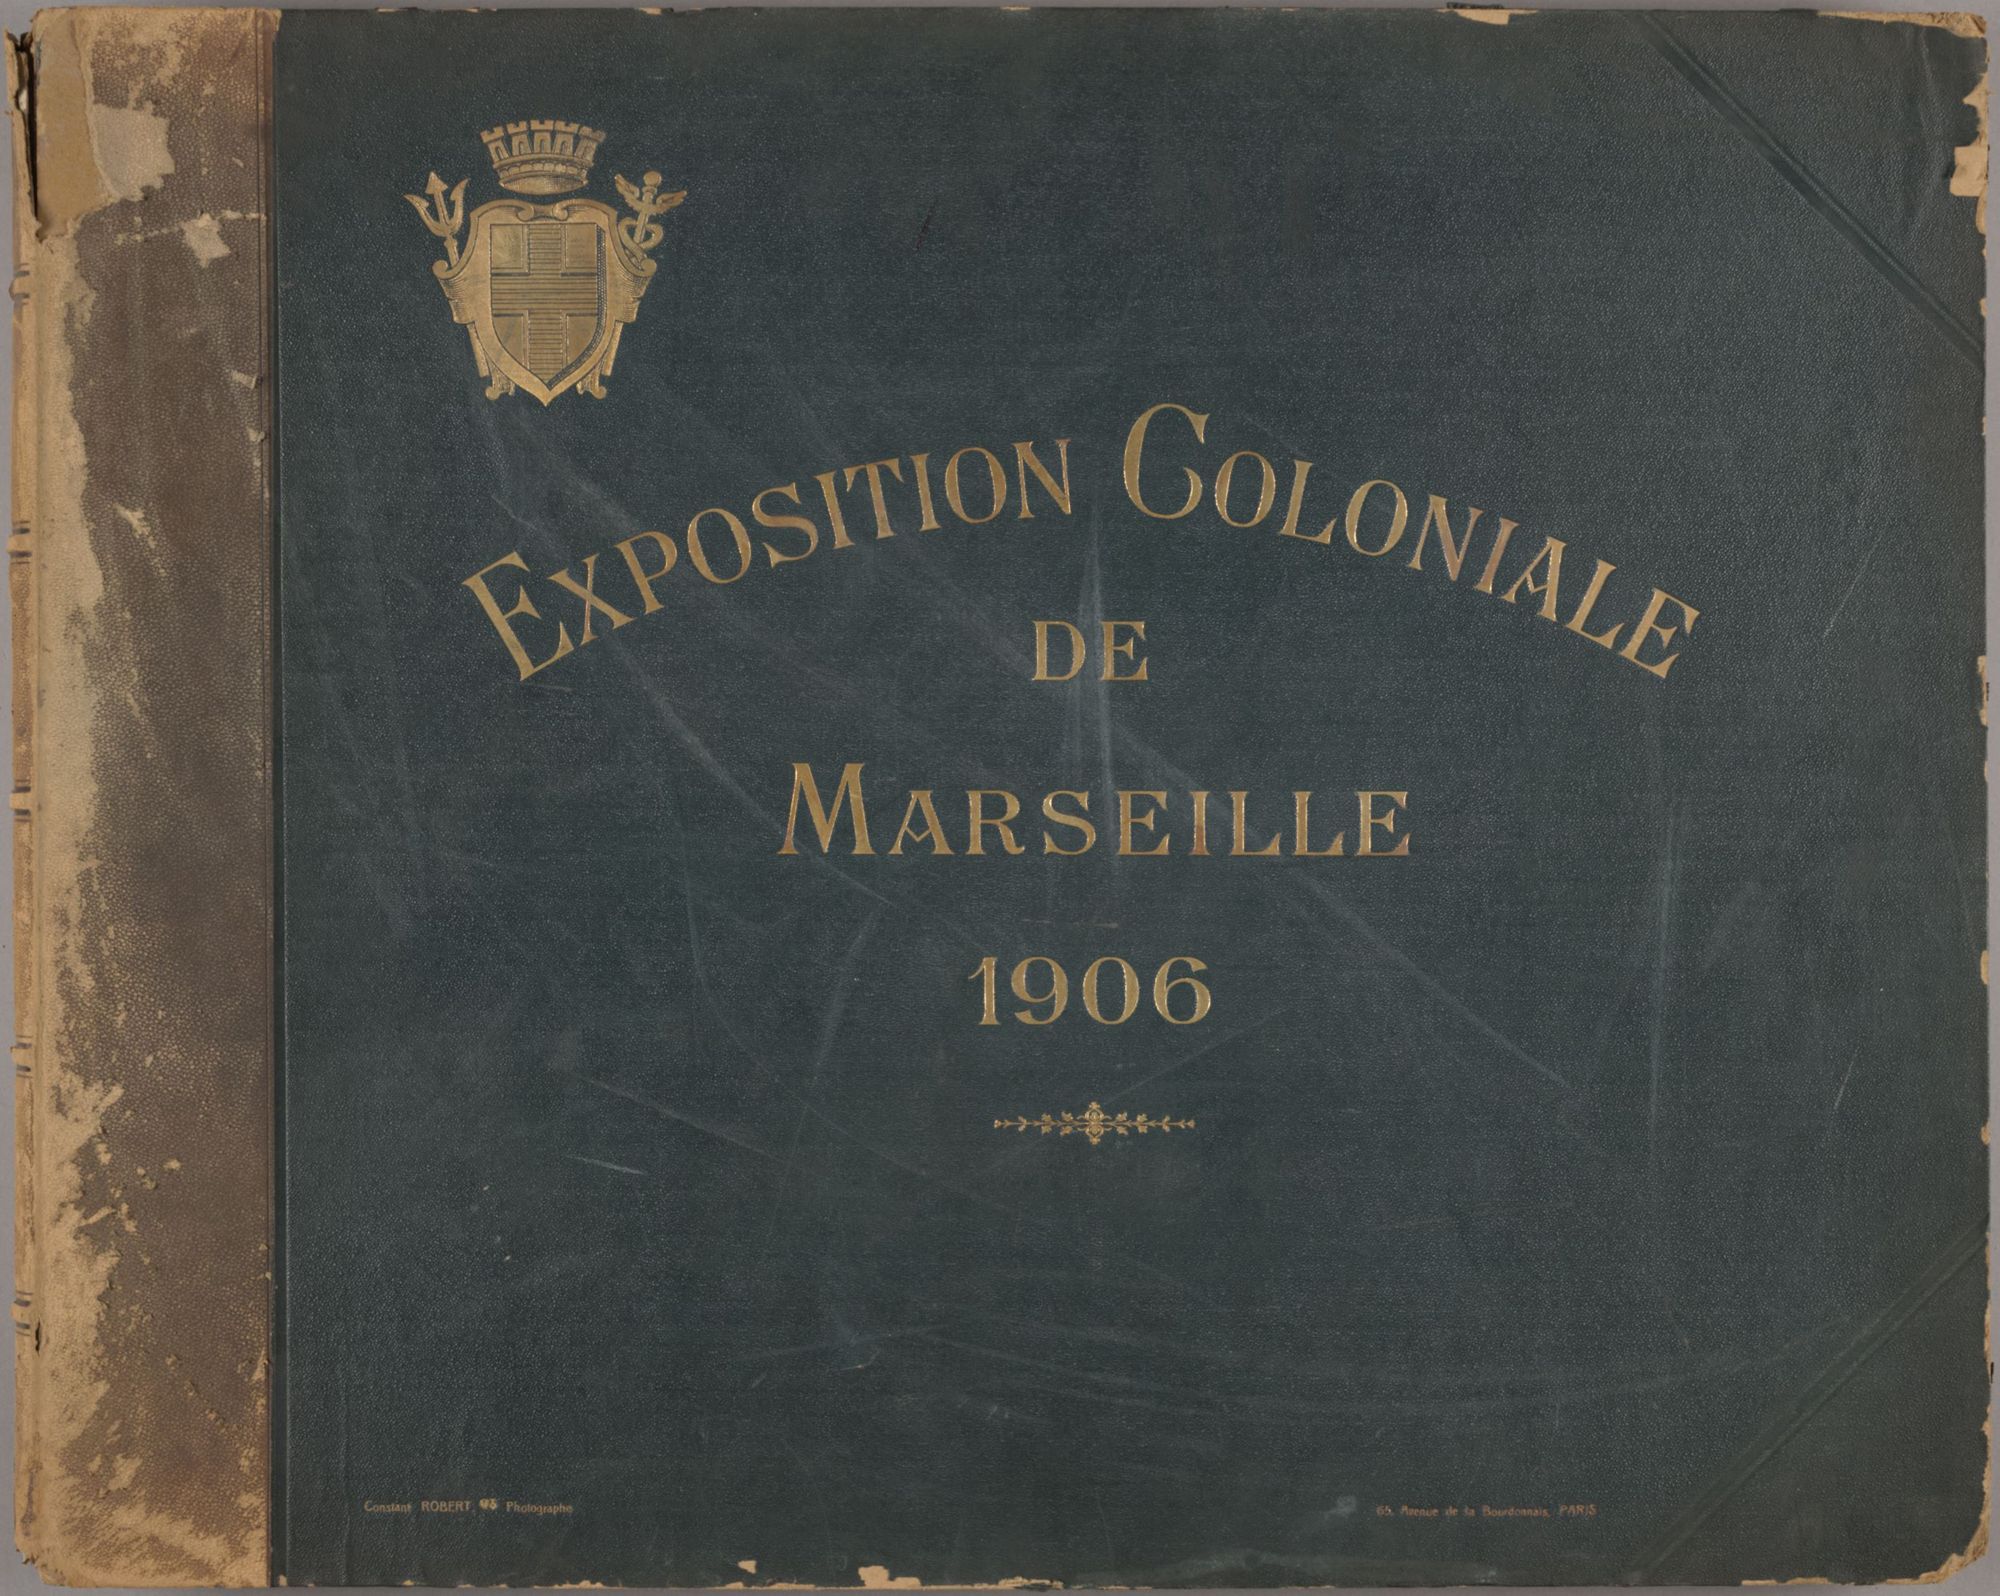 EXPOSITION COLONIALE
DE
MARSEILLE
1906
Constant ROBERT, Photographe
65, Avenue de la Bourdonnais, PARIS